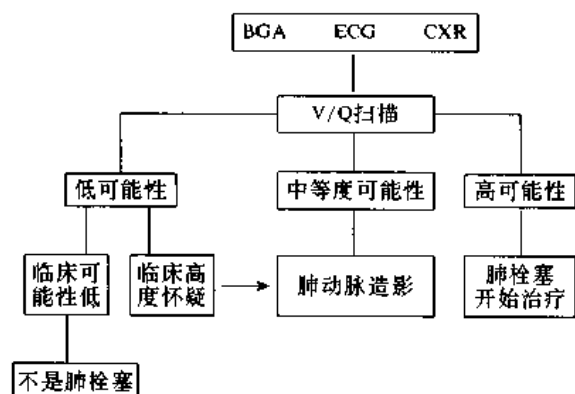 BGA ECG CXR
V/Q扫描
低可能性
中等度可能性
高可能性
临床可
能性低
临床高
度怀疑
肺动脉造影
肺栓塞
开始治疗
不是肺栓塞